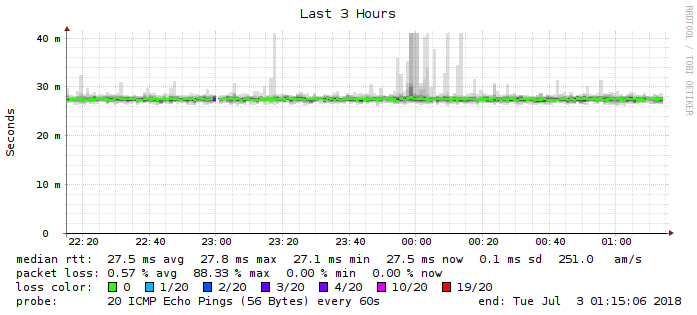 Last 3 Hours
RRDTOOL / TOBI OETIKER
Seconds
40 m
30 m
20 m
10 m
0
22:20 22:40 23:00 23:20 23:40 00:00 00:20 00:40 01:00
median rtt: 27.5 ms avg 27.8 ms max 27.1 ms min 27.5 ms now 0.1 ms sd 251.0 am/s
packet loss: 0.57 % avg 88.33 % max 0.00 % min 0.00 % now
loss color: 0 1/20 2/20 3/20 4/20 10/20 19/20
probe: 20 ICMP Echo Pings (56 Bytes) every 60s end: Tue Jul 3 01:15:06 2018